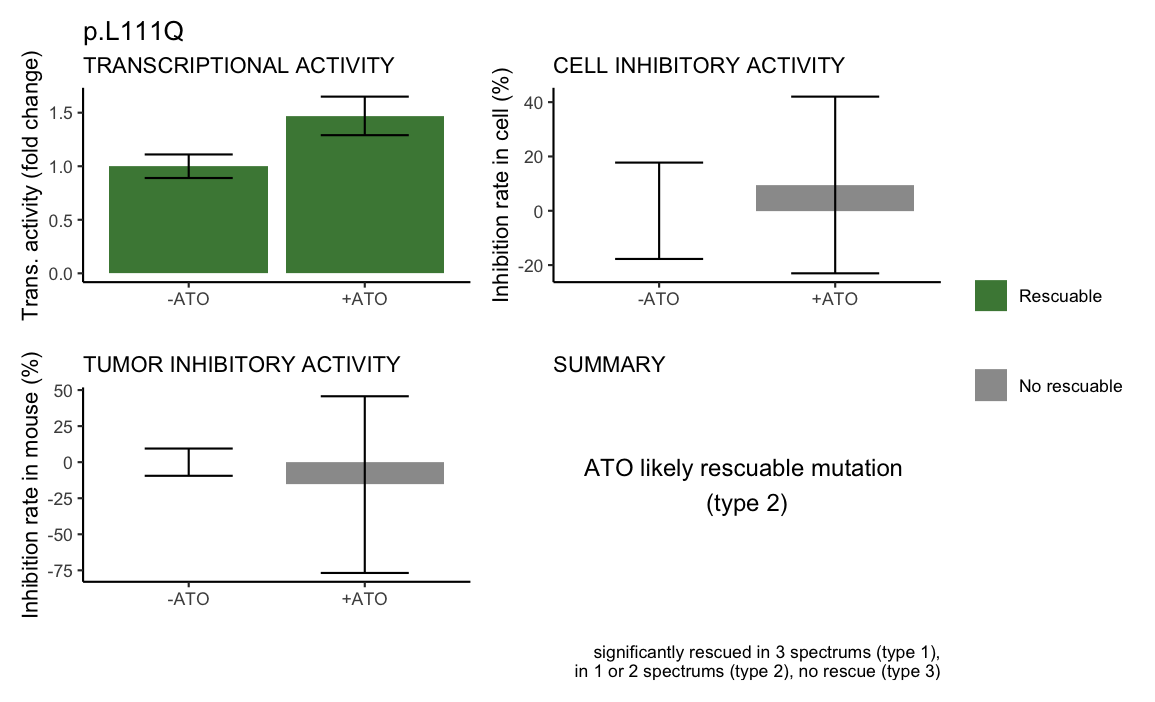 p.L111Q
TRANSCRIPTIONAL ACTIVITY
Trans. activity (fold change)
1.5
1.0
0.5
0.0
-ATO
+ATO
CELL INHIBITORY ACTIVITY
Inhibition rate in cell (%)
40
20
0
-20
-ATO
+ATO
Rescuable
No rescuable
TUMOR INHIBITORY ACTIVITY
Inhibition rate in mouse (%)
50
25
0
-25
-50
-75
-ATO
+ATO
SUMMARY
ATO likely rescuable mutation
(type 2)
significantly rescued in 3 spectrums (type 1),
in 1 or 2 spectrums (type 2), no rescue (type 3)